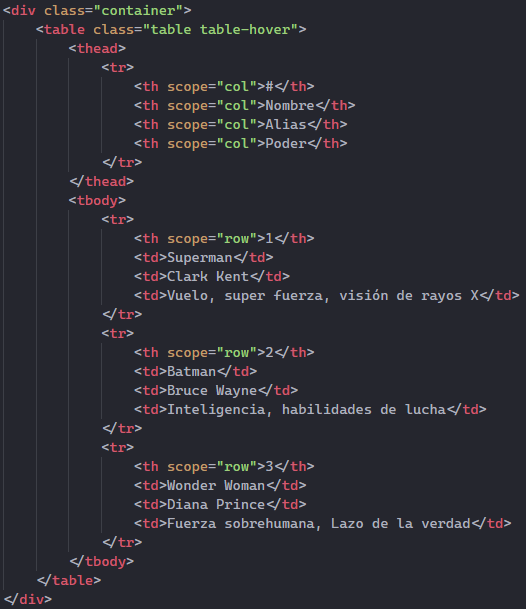 <div class="container">
    <table class="table table-hover">
        <thead>
            <tr>
                <th scope="col">#</th>
                <th scope="col">Nombre</th>
                <th scope="col">Alias</th>
                <th scope="col">Poder</th>
            </tr>
        </thead>
        <tbody>
            <tr>
                <th scope="row">1</th>
                <td>Superman</td>
                <td>Clark Kent</td>
                <td>Vuelo, super fuerza, visión de rayos X</td>
            </tr>
            <tr>
                <th scope="row">2</th>
                <td>Batman</td>
                <td>Bruce Wayne</td>
                <td>Inteligencia, habilidades de lucha</td>
            </tr>
            <tr>
                <th scope="row">3</th>
                <td>Wonder Woman</td>
                <td>Diana Prince</td>
                <td>Fuerza sobrehumana, Lazo de la verdad</td>
            </tr>
        </tbody>
    </table>
</div>